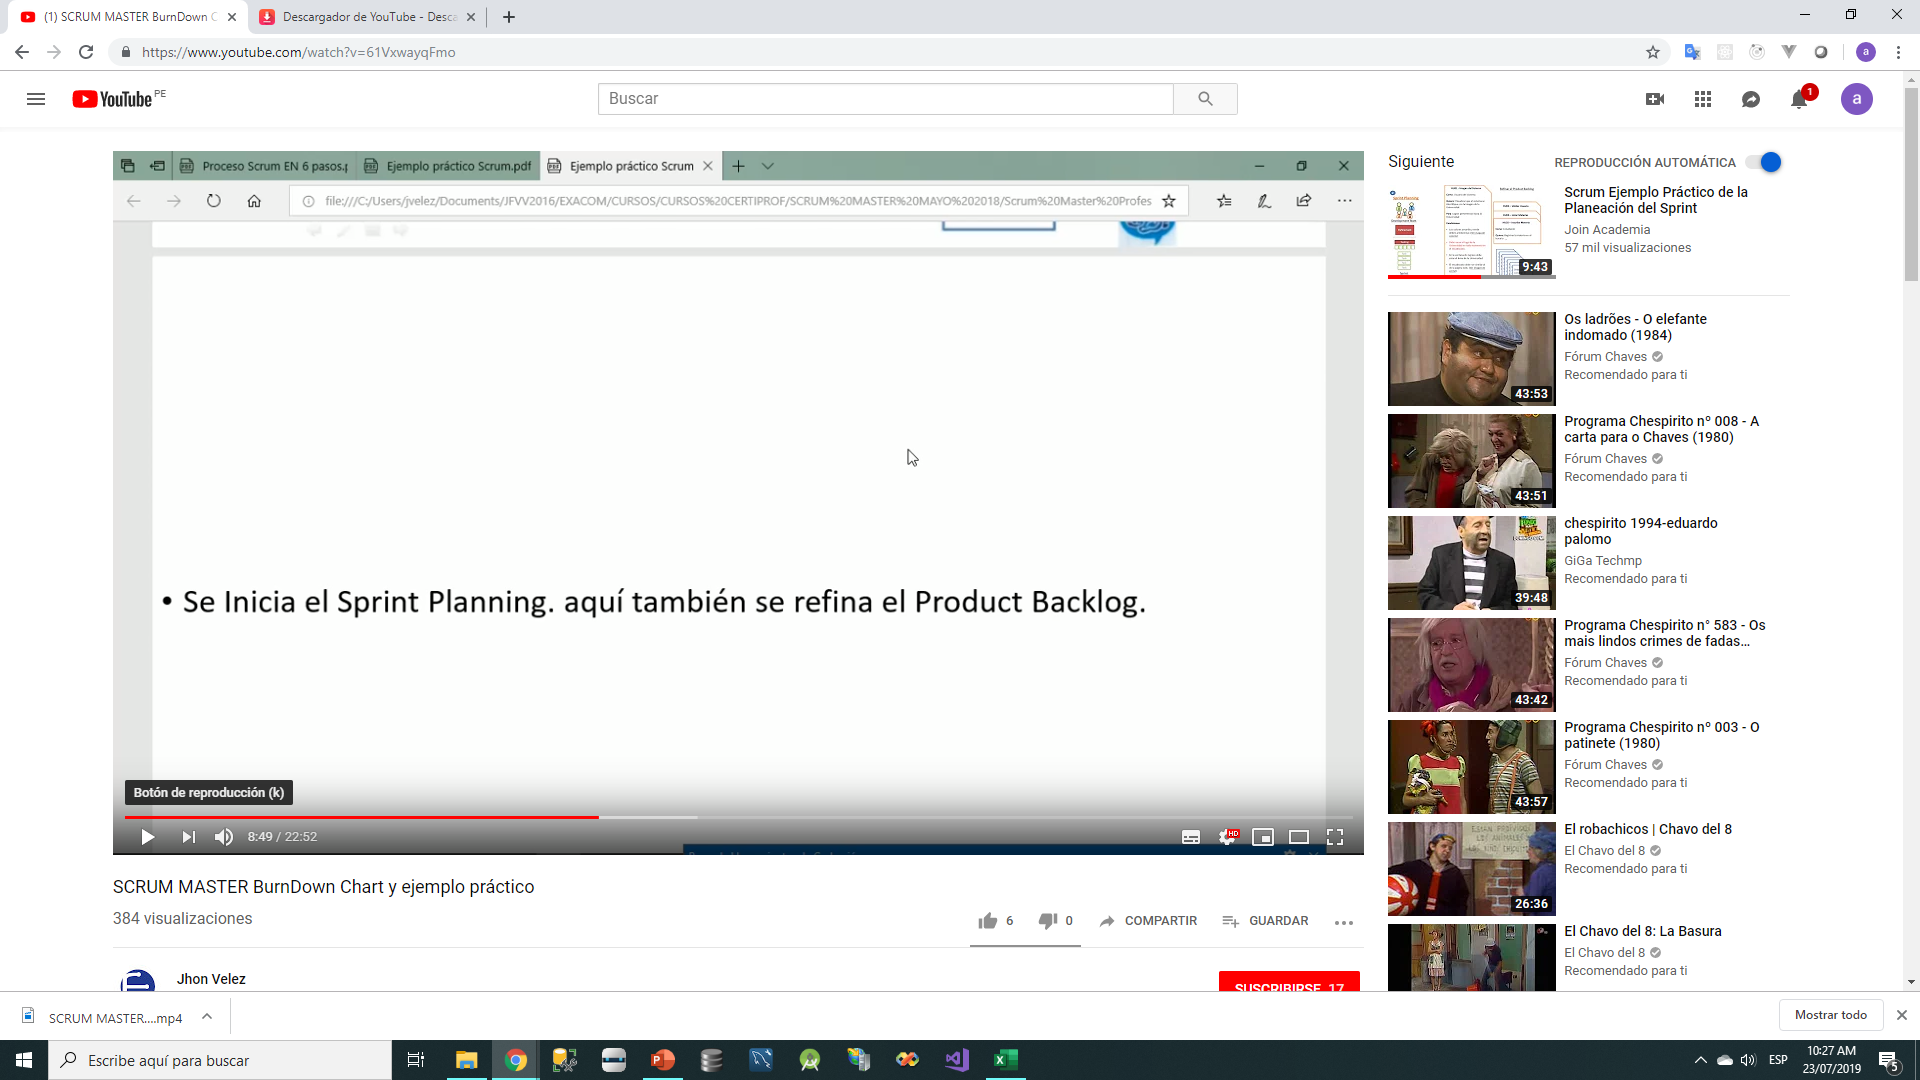 (1) SCRUM MASTER BurnDown C
Descargador de YouTube - Desca
https://www.youtube.com/watch?v=61VxwayqFmo
a
YouTube PE
Buscar
1
a
Proceso Scrum EN 6 pasos.p
Ejemplo práctico Scrum.pdf
Ejemplo práctico Scrum
file:///C:/Users/jvelez/Documents/JFVV2016/EXACOM/CURSOS/CURSOS%20CERTIPROF/SCRUM%20MASTER%20MAYO%202018/Scrum%20Master%20Profes
• Se Inicia el Sprint Planning. aquí también se refina el Product Backlog.
Botón de reproducción (k)
8:49 / 22:52
HD
SCRUM MASTER BurnDown Chart y ejemplo práctico
384 visualizaciones
6
0
COMPARTIR
GUARDAR
Jhon Velez
SUSCRIBIRSE 17
Siguiente
REPRODUCCIÓN AUTOMÁTICA
9:43
Scrum Ejemplo Práctico de la
Planeación del Sprint
Join Academia
57 mil visualizaciones
43:53
Os ladrões - O elefante
indomado (1984)
Fórum Chaves
Recomendado para ti
43:51
Programa Chespirito nº 008 - A
carta para o Chaves (1980)
Fórum Chaves
Recomendado para ti
39:48
chespirito 1994-eduardo
palomo
GiGa Techmp
Recomendado para ti
43:42
Programa Chespirito n° 583 - Os
mais lindos crimes de fadas...
Fórum Chaves
Recomendado para ti
43:57
Programa Chespirito nº 003 - O
patinete (1980)
Fórum Chaves
Recomendado para ti
26:36
El robachicos | Chavo del 8
El Chavo del 8
Recomendado para ti
El Chavo del 8: La Basura
El Chavo del 8
Recomendado para ti
SCRUM MASTER....mp4
Mostrar todo
Escribe aquí para buscar
ESP
10:27 AM
23/07/2019
5